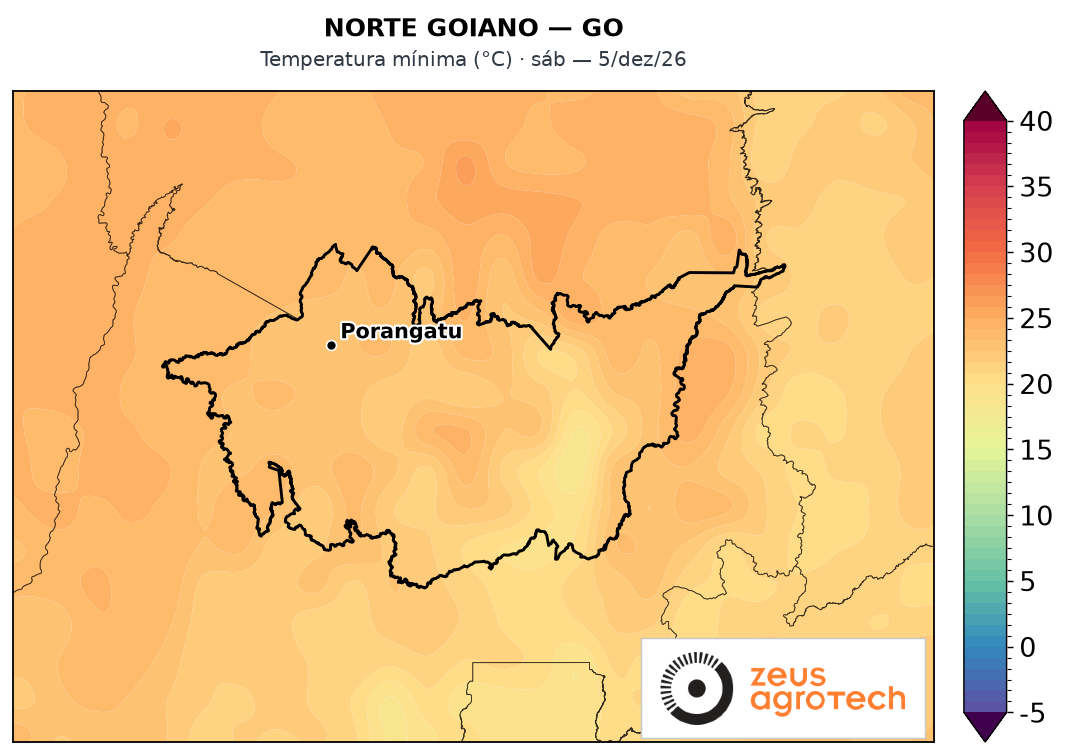 NORTE GOIANO — GO
Temperatura mínima (°C) · sáb — 5/dez/26
40
35
30
25
20
15
10
5
0
-5
Porangatu
zeus
agrotech